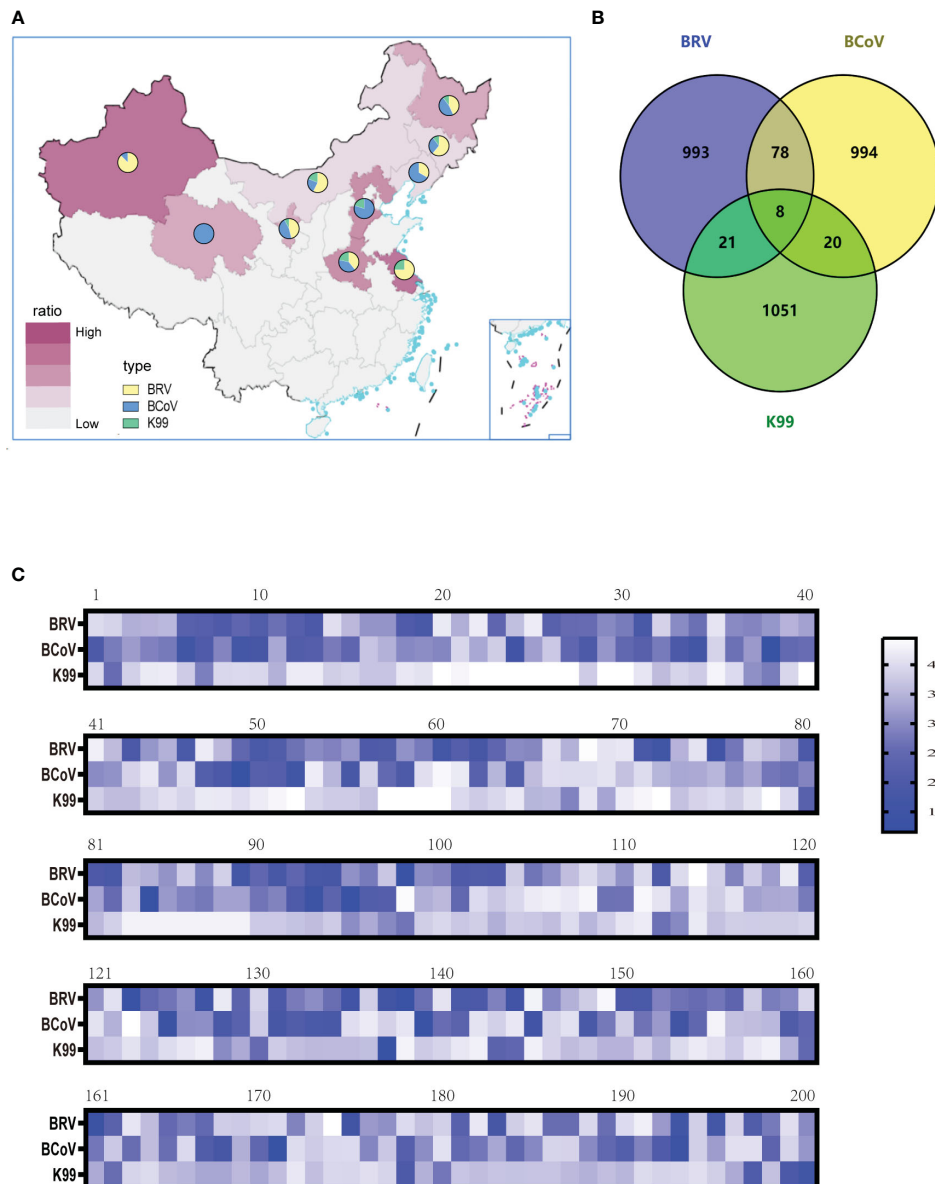 A
ratio
High
Low
type
BRV
BCoV
K99
B
BRV BCoV
993 78 994
8
21 20
1051
K99
C
1 10 20 30 40
BRV
BCoV
K99
41 50 60 70 80
BRV
BCoV
K99
81 90 100 110 120
BRV
BCoV
K99
121 130 140 150 160
BRV
BCoV
K99
161 170 180 190 200
BRV
BCoV
K99
4
3
3
2
2
1